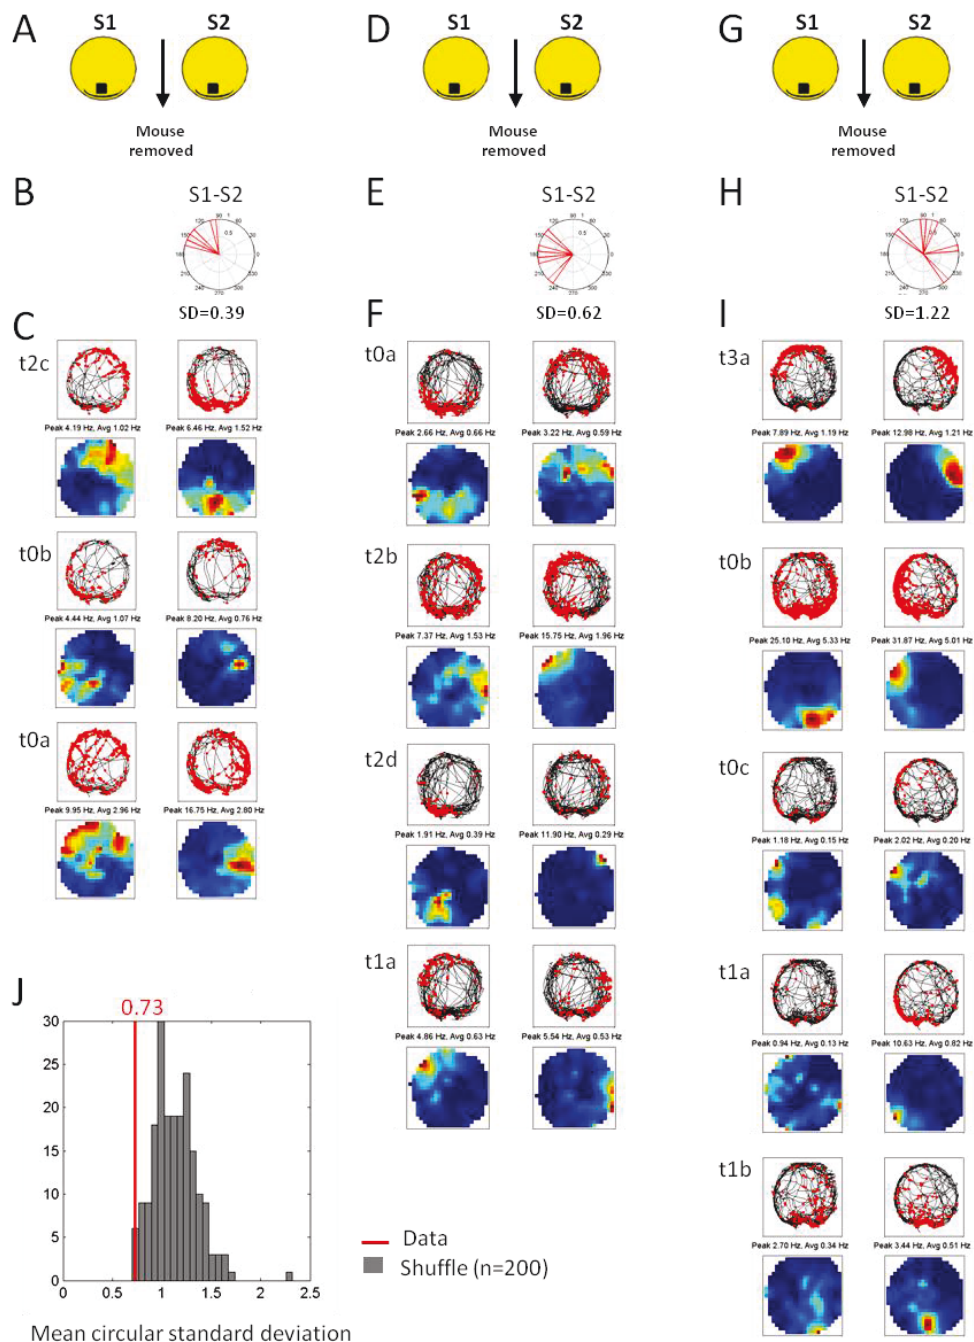 A
S1
S2
Mouse
removed
D
S1
S2
Mouse
removed
G
S1
S2
Mouse
removed
B
S1-S2
SD=0.39
E
S1-S2
SD=0.62
H
S1-S2
SD=1.22
C
t2c
Peak 4.19 Hz, Avg 1.02 Hz
Peak 6.46 Hz, Avg 1.52 Hz
t0b
Peak 4.44 Hz, Avg 1.07 Hz
Peak 8.20 Hz, Avg 0.76 Hz
t0a
Peak 9.95 Hz, Avg 2.96 Hz
Peak 16.75 Hz, Avg 2.80 Hz
F
t0a
Peak 2.66 Hz, Avg 0.66 Hz
Peak 3.22 Hz, Avg 0.59 Hz
t2b
Peak 7.37 Hz, Avg 1.53 Hz
Peak 15.75 Hz, Avg 1.96 Hz
t2d
Peak 1.91 Hz, Avg 0.39 Hz
Peak 11.90 Hz, Avg 0.29 Hz
t1a
Peak 4.86 Hz, Avg 0.63 Hz
Peak 5.54 Hz, Avg 0.53 Hz
I
t3a
Peak 7.89 Hz, Avg 1.19 Hz
Peak 12.98 Hz, Avg 1.21 Hz
t0b
Peak 25.10 Hz, Avg 5.33 Hz
Peak 31.87 Hz, Avg 5.01 Hz
t0c
Peak 1.18 Hz, Avg 0.15 Hz
Peak 2.02 Hz, Avg 0.20 Hz
t1a
Peak 0.94 Hz, Avg 0.13 Hz
Peak 10.63 Hz, Avg 0.82 Hz
t1b
Peak 2.70 Hz, Avg 0.34 Hz
Peak 3.44 Hz, Avg 0.51 Hz
J
0.73
30
25
20
15
10
5
0
0 0.5 1 1.5 2 2.5
Mean circular standard deviation
Data
Shuffle (n=200)